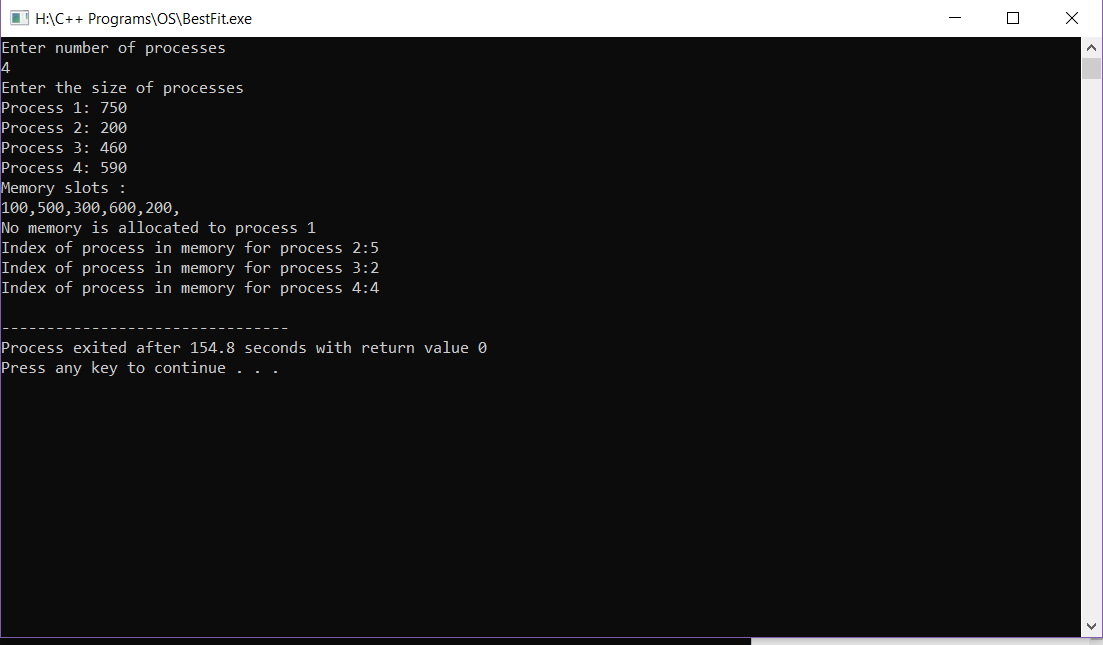 H:\C++ Programs\OS\BestFit.exe
Enter number of processes
4
Enter the size of processes
Process 1: 750
Process 2: 200
Process 3: 460
Process 4: 590
Memory slots :
100,500,300,600,200,
No memory is allocated to process 1
Index of process in memory for process 2:5
Index of process in memory for process 3:2
Index of process in memory for process 4:4
--------------------------------
Process exited after 154.8 seconds with return value 0
Press any key to continue . . .